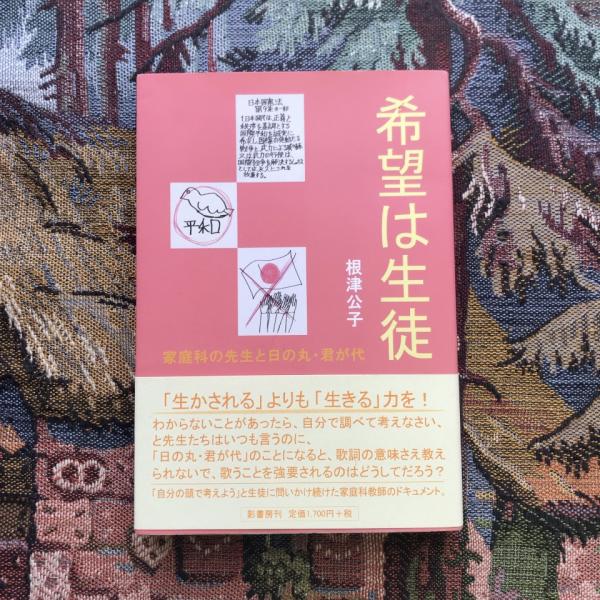 希望は生徒
根津公子
家庭科の先生と日の丸・君が代
日本国憲法
平和
「生かされる」よりも「生きる」力を！
わからないことがあったら、自分で調べて考えなさい、
と先生たちはいつも言うのに、
「日の丸・君が代」のことになると、歌詞の意味さえ教え
られないで、歌うことを強要されるのはどうしてだろう？
「自分の頭で考えよう」と生徒に問いかけ続けた家庭科教師のドキュメント。
影書房刊 定価1,700円＋税